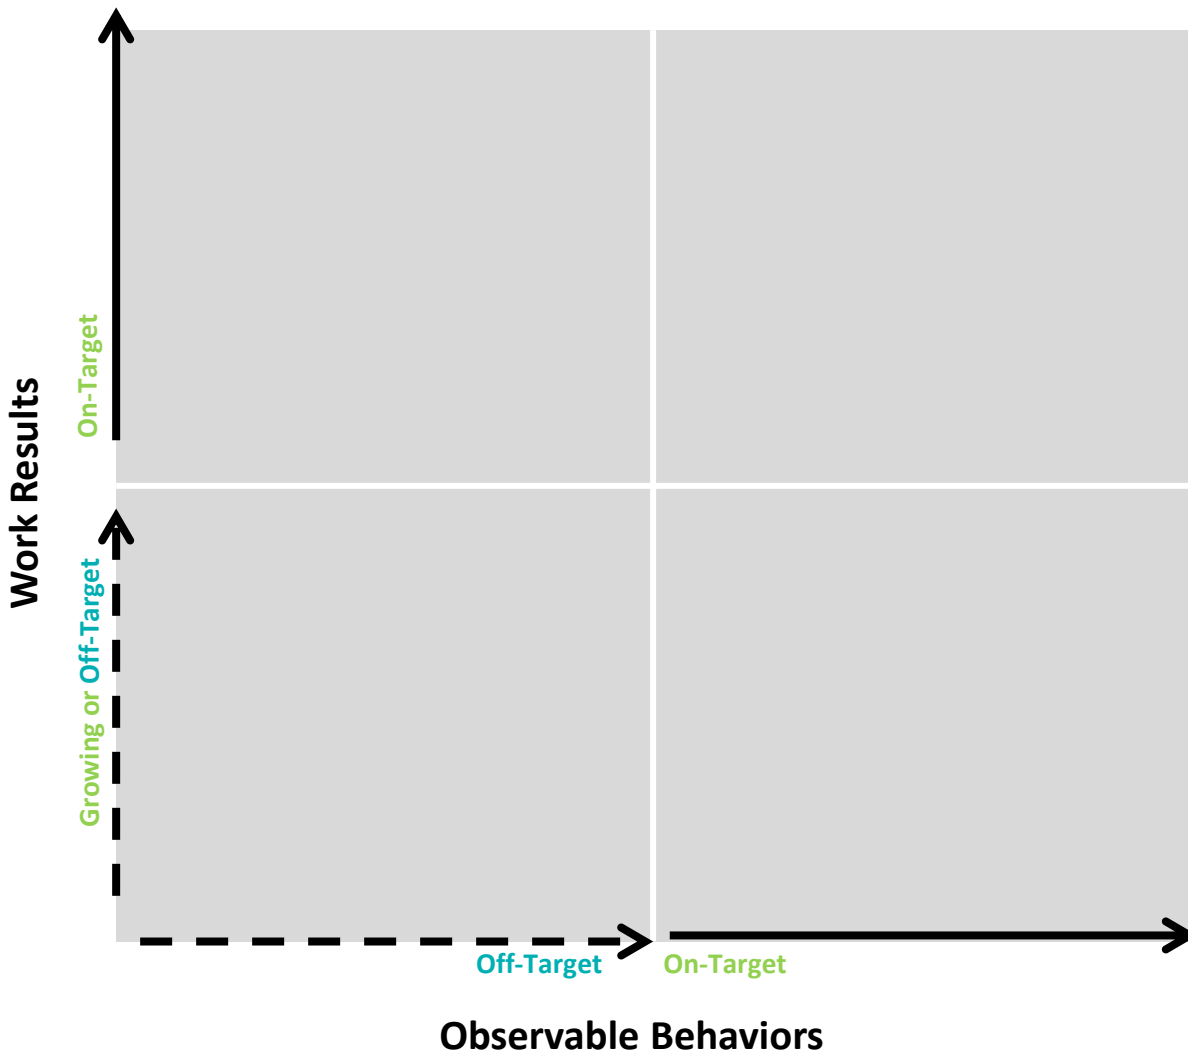 Work Results
On-Target
Growing or Off-Target
Off-Target
On-Target
Observable Behaviors